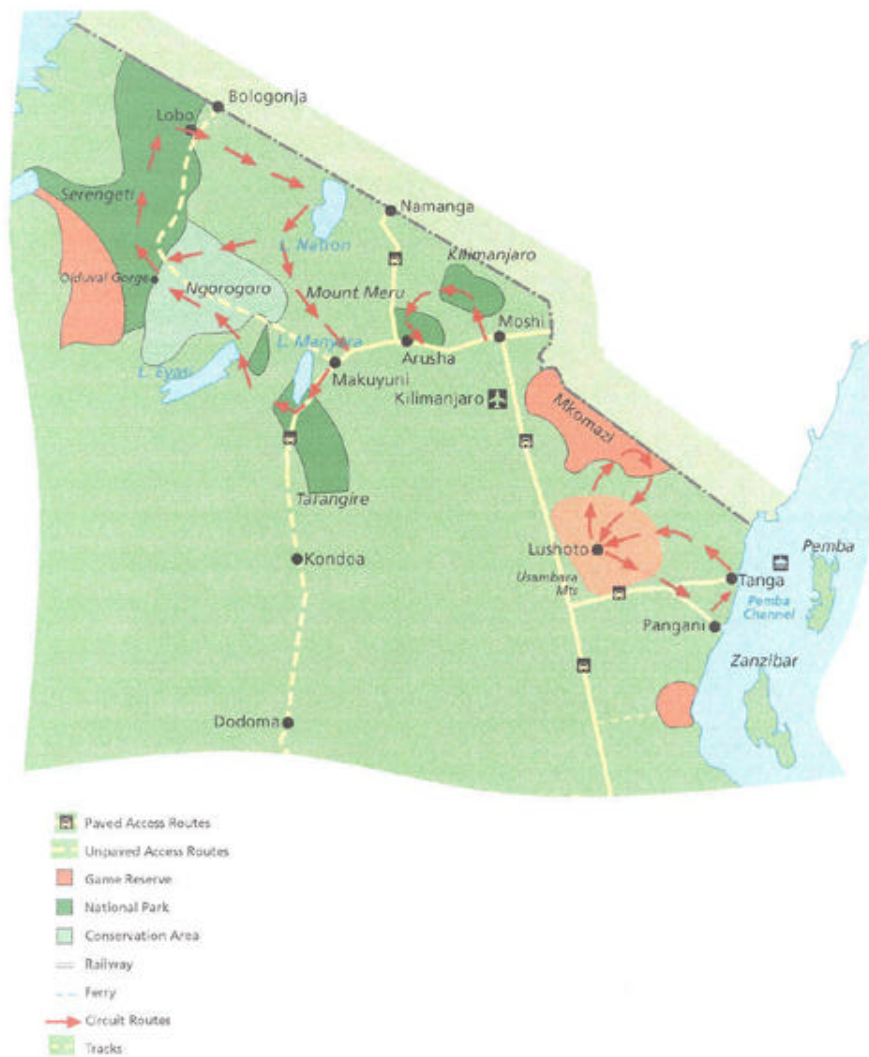 Bologonja
Lobo
Serengeti
Namanga
L. Natron
Kilimanjaro
Olduvai Gorge
Ngorogoro
Mount Meru
Moshi
L. Manyara
Arusha
L. Eyasi
Makuyuni
Kilimanjaro
Mkomazi
Tarangire
Lushoto
Pemba
Kondoa
Usambara
Mts
Tanga
Pemba
Channel
Pangani
Zanzibar
Dodoma
Paved Access Routes
Unpaved Access Routes
Game Reserve
National Park
Conservation Area
Railway
Ferry
Circuit Routes
Tracks